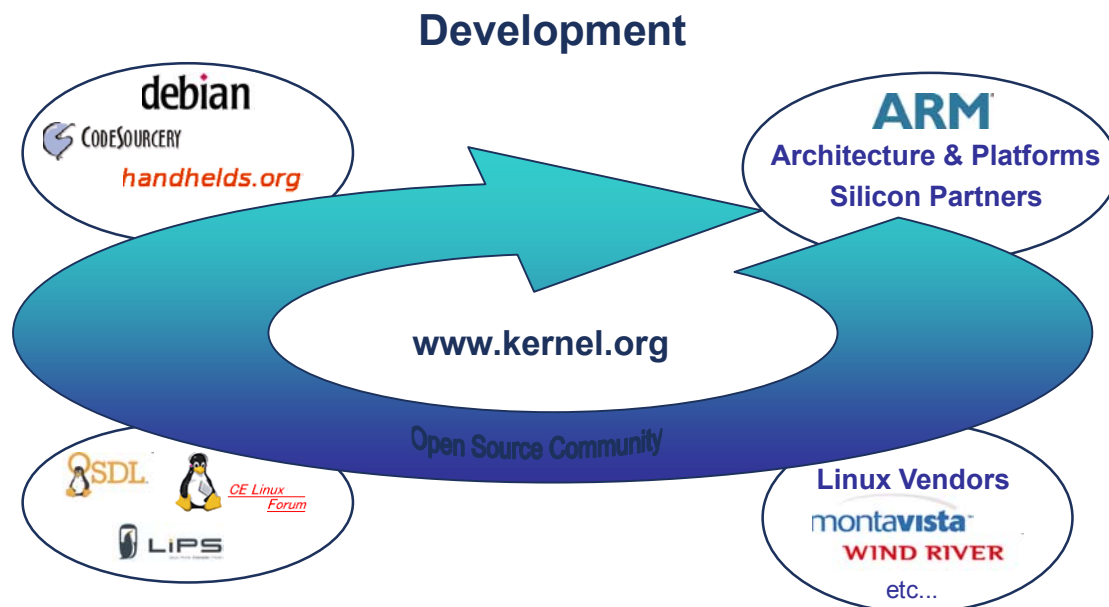 Development
debian
CODESOURCERY
handhelds.org
ARM
Architecture & Platforms
Silicon Partners
www.kernel.org
Open Source Community
OSDL
CE Linux
Forum
LiPS
Linux Vendors
montavista
WIND RIVER
etc...